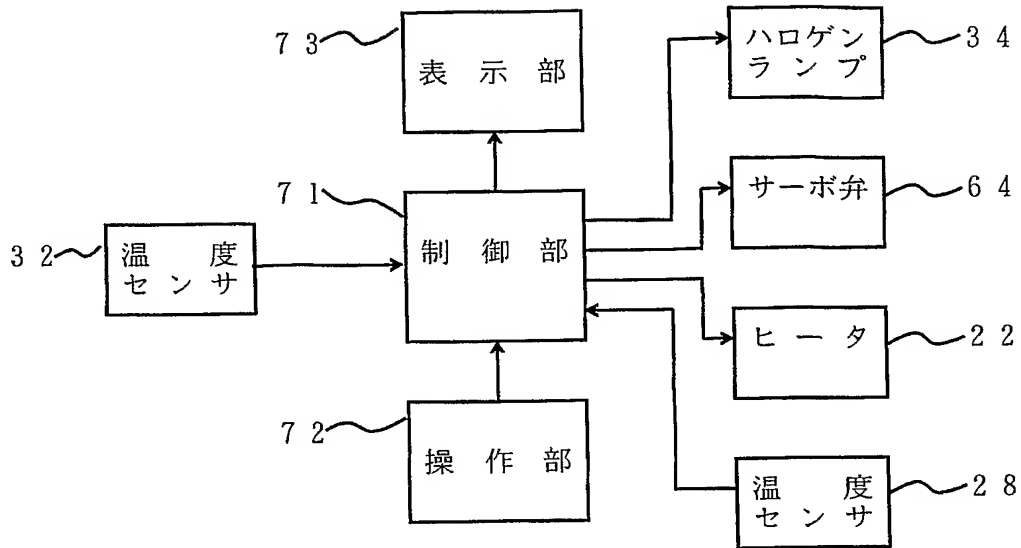 ７３
表 示 部
ハロゲン
ランプ
３４
７１
制 御 部
サーボ弁
６４
３２
温 度
センサ
ヒータ
２２
７２
操 作 部
温 度
センサ
２８